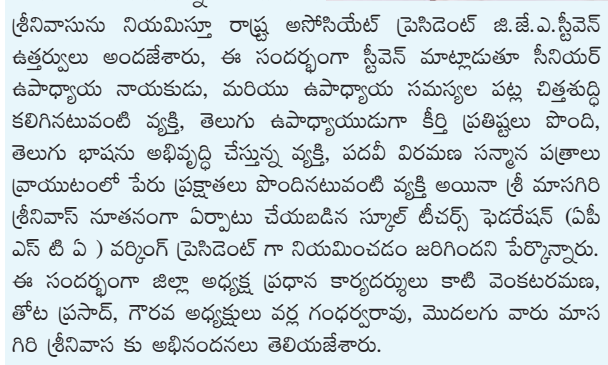 శ్రీనివాసును నియమిస్తూ రాష్ట్ర అసోసియేట్ ప్రెసిడెంట్ జి.జే.ఎ.స్టీవెన్
ఉత్తర్వులు అందజేశారు, ఈ సందర్భంగా స్టీవెన్ మాట్లాడుతూ సీనియర్
ఉపాధ్యాయ నాయకుడు, మరియు ఉపాధ్యాయ సమస్యల పట్ల చిత్తశుద్ధి
కలిగినటువంటి వ్యక్తి, తెలుగు ఉపాధ్యాయుడుగా కీర్తి ప్రతిష్టలు పొంది,
తెలుగు భాషను అభివృద్ధి చేస్తున్న వ్యక్తి, పదవీ విరమణ సన్మాన పత్రాలు
వ్రాయుటంలో పేరు ప్రక్షాతలు పొందినటువంటి వ్యక్తి అయినా శ్రీ మాసగిరి
శ్రీనివాస్ నూతనంగా ఏర్పాటు చేయబడిన స్కూల్ టీచర్స్ ఫెడరేషన్ (ఏపీ
ఎస్ టి ఏ ) వర్కింగ్ ప్రెసిడెంట్ గా నియమించడం జరిగిందని పేర్కొన్నారు.
ఈ సందర్భంగా జిల్లా అధ్యక్ష ప్రధాన కార్యదర్శులు కాటి వెంకటరమణ,
తోట ప్రసాద్, గౌరవ అధ్యక్షులు వర్ల గంధర్వరావు, మొదలగు వారు మాస
గిరి శ్రీనివాస కు అభినందనలు తెలియజేశారు.